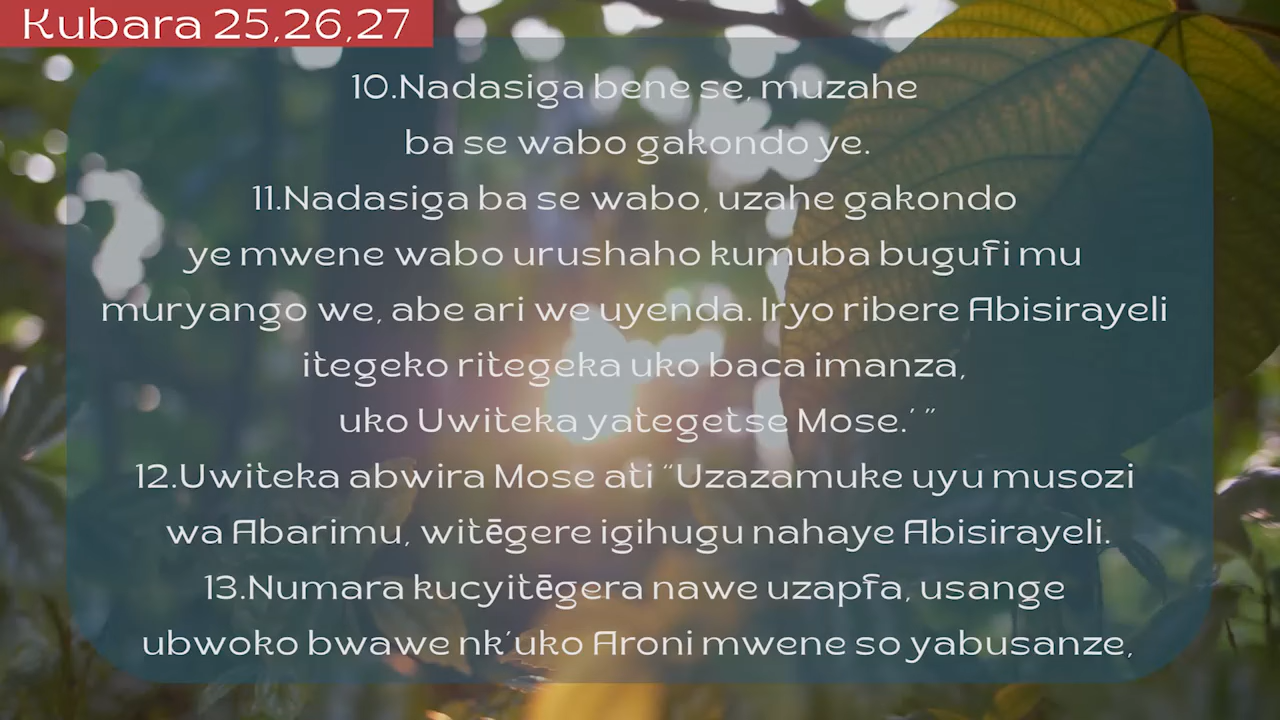 Kubara 25,26,27
10.Nadasiga bene se, muzahe
ba se wabo gakondo ye.
11.Nadasiga ba se wabo, uzahe gakondo
ye mwene wabo urushaho kumuba bugufi mu
muryango we, abe ari we uyenda. Iryo ribere Abisirayeli
itegeko ritegeka uko baca imanza,
uko Uwiteka yategetse Mose.’ ”
12.Uwiteka abwira Mose ati “Uzazamuke uyu musozi
wa Abarimu, witēgere igihugu nahaye Abisirayeli.
13.Numara kucyitēgera nawe uzapfa, usange
ubwoko bwawe nk’uko Aroni mwene so yabusanze,